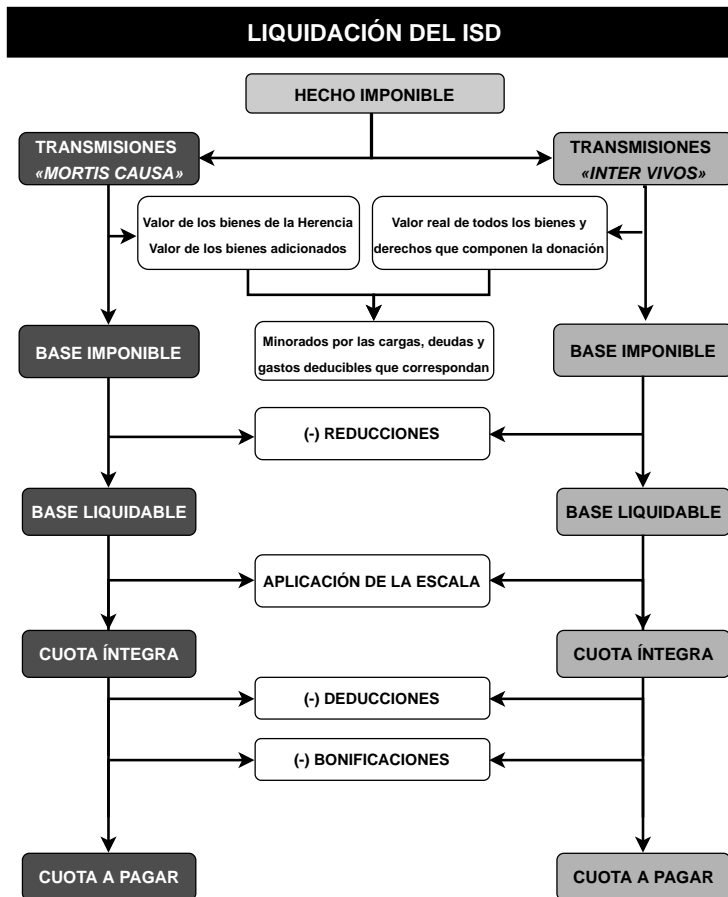 LIQUIDACIÓN DEL ISD
HECHO IMPONIBLE
TRANSMISIONES
«MORTIS CAUSA»
TRANSMISIONES
«INTER VIVOS»
Valor de los bienes de la Herencia
Valor de los bienes adicionados
Valor real de todos los bienes y
derechos que componen la donación
BASE IMPONIBLE
Minorados por las cargas, deudas y
gastos deducibles que correspondan
BASE IMPONIBLE
(-) REDUCCIONES
BASE LIQUIDABLE
BASE LIQUIDABLE
APLICACIÓN DE LA ESCALA
CUOTA ÍNTEGRA
CUOTA ÍNTEGRA
(-) DEDUCCIONES
(-) BONIFICACIONES
CUOTA A PAGAR
CUOTA A PAGAR